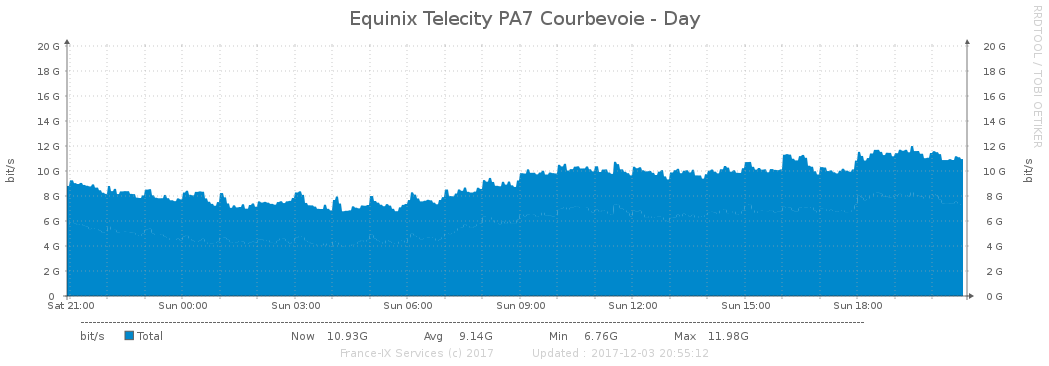 Equinix Telecity PA7 Courbevoie - Day
RRDTOOL / TOBI OETIKER
bit/s
20 G
18 G
16 G
14 G
12 G
10 G
8 G
6 G
4 G
2 G
0
20 G
18 G
16 G
14 G
12 G
10 G
8 G
6 G
4 G
2 G
0 G
bit/s
Sat 21:00 Sun 00:00 Sun 03:00 Sun 06:00 Sun 09:00 Sun 12:00 Sun 15:00 Sun 18:00
bit/s Total Now 10.93G Avg 9.14G Min 6.76G Max 11.98G
France-IX Services (c) 2017 Updated : 2017-12-03 20:55:12